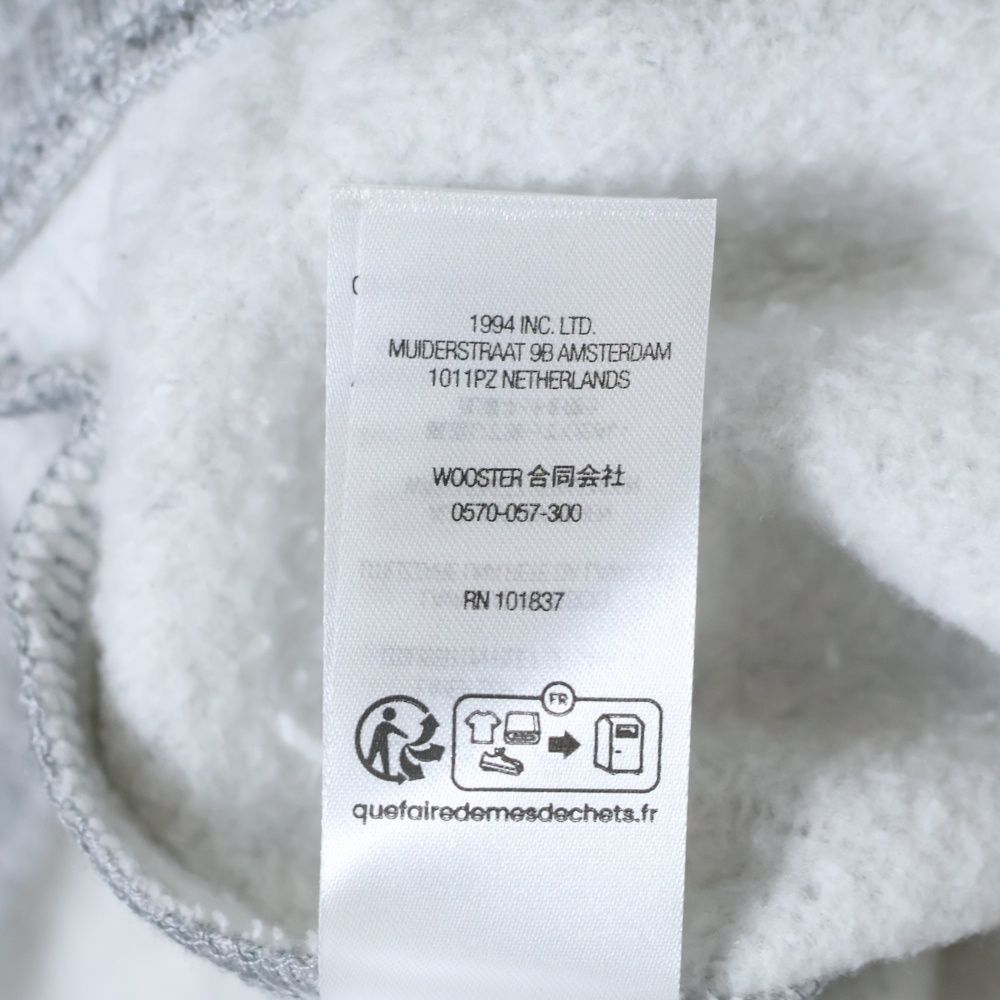 1994 INC. LTD.
MUIDERSTRAAT 9B AMSTERDAM
1011PZ NETHERLANDS
WOOSTER 合同会社
0570-057-300
RN 101837
FR
quefairedemesdechets.fr